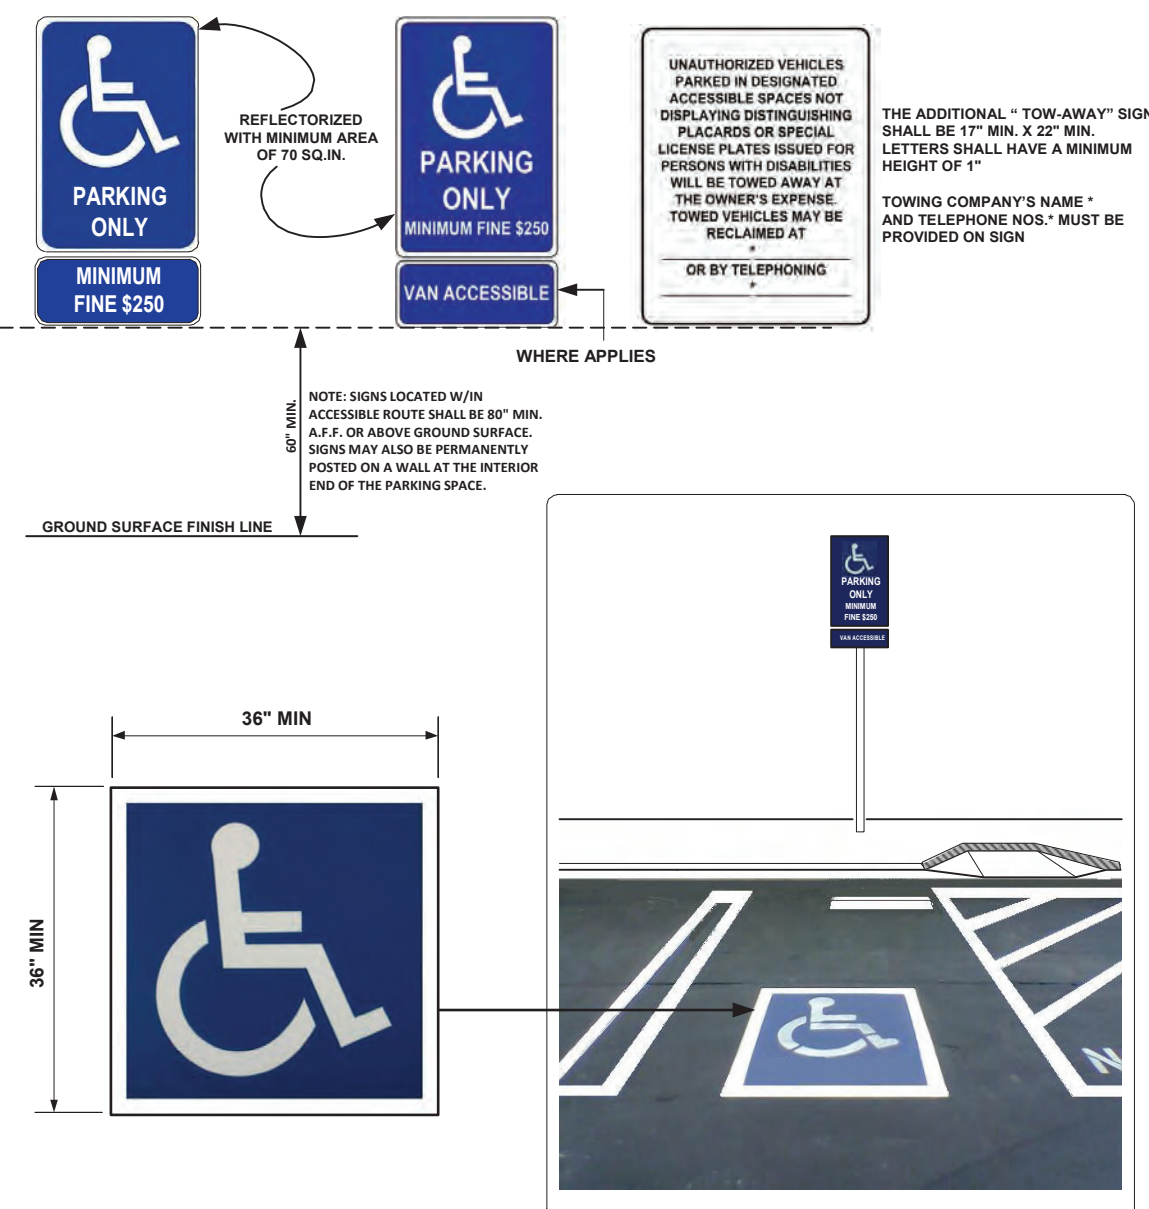 PARKING
ONLY
MINIMUM
FINE $250
REFLECTORIZED
WITH MINIMUM AREA
OF 70 SQ.IN.
PARKING
ONLY
MINIMUM FINE $250
VAN ACCESSIBLE
WHERE APPLIES
UNAUTHORIZED VEHICLES
PARKED IN DESIGNATED
ACCESSIBLE SPACES NOT
DISPLAYING DISTINGUISHING
PLACARDS OR SPECIAL
LICENSE PLATES ISSUED FOR
PERSONS WITH DISABILITIES
WILL BE TOWED AWAY AT
THE OWNER'S EXPENSE.
TOWED VEHICLES MAY BE
RECLAIMED AT
*
OR BY TELEPHONING
*
THE ADDITIONAL “ TOW-AWAY” SIGN
SHALL BE 17" MIN. X 22" MIN.
LETTERS SHALL HAVE A MINIMUM
HEIGHT OF 1"
TOWING COMPANY’S NAME *
AND TELEPHONE NOS.* MUST BE
PROVIDED ON SIGN
60" MIN.
NOTE: SIGNS LOCATED W/IN
ACCESSIBLE ROUTE SHALL BE 80" MIN.
A.F.F. OR ABOVE GROUND SURFACE.
SIGNS MAY ALSO BE PERMANENTLY
POSTED ON A WALL AT THE INTERIOR
END OF THE PARKING SPACE.
GROUND SURFACE FINISH LINE
PARKING
ONLY
MINIMUM
FINE $250
VAN ACCESSIBLE
36" MIN
36" MIN
N